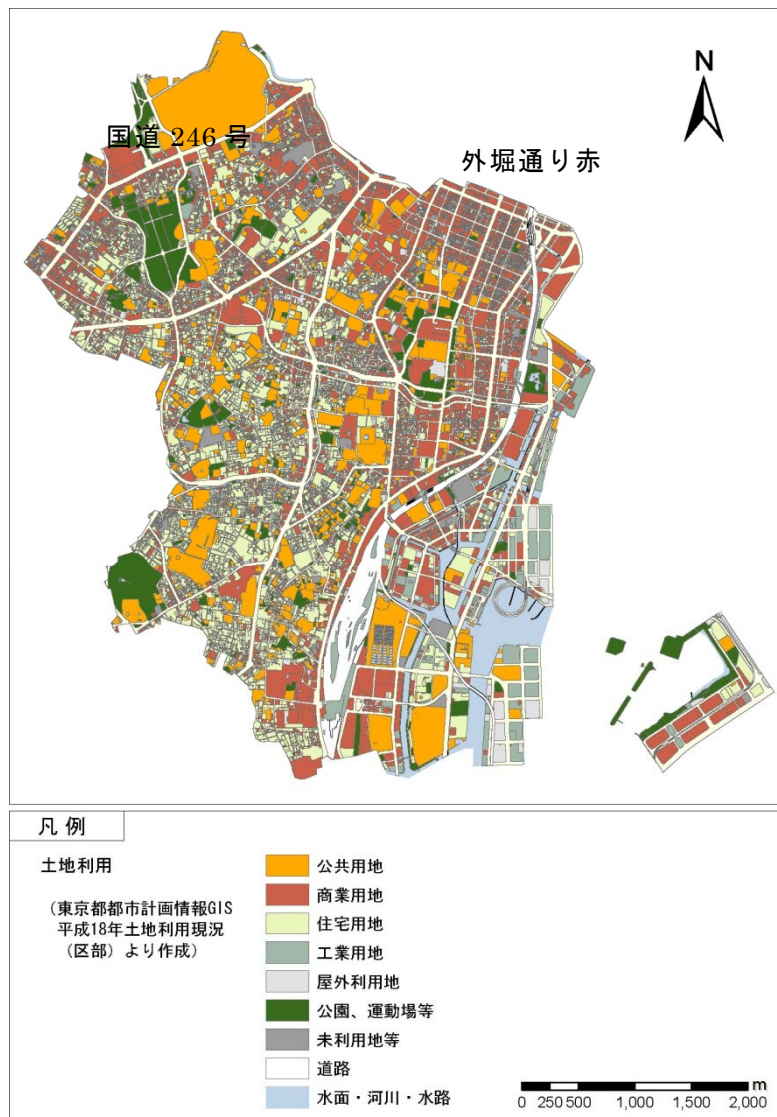 国道 246 号
外堀通り赤
N
凡 例
土地利用
(東京都都市計画情報GIS
平成18年土地利用現況
(区部) より作成)
公共用地
商業用地
住宅用地
工業用地
屋外利用地
公園、運動場等
未利用地等
道路
水面・河川・水路
m
0 250 500 1,000 1,500 2,000